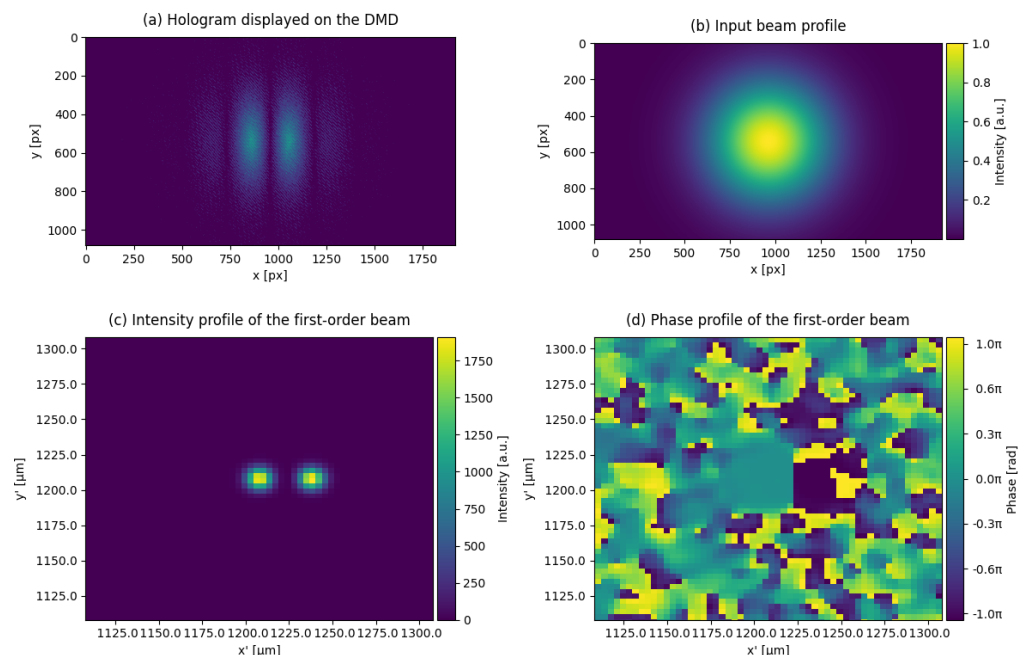 (a) Hologram displayed on the DMD
0
200
400
600
800
1000
y [px]
0 250 500 750 1000 1250 1500 1750
x [px]
(b) Input beam profile
0
200
400
600
800
1000
y [px]
0 250 500 750 1000 1250 1500 1750
x [px]
1.0
0.8
0.6
0.4
0.2
Intensity [a.u.]
(c) Intensity profile of the first-order beam
1300.0
1275.0
1250.0
1225.0
1200.0
1175.0
1150.0
1125.0
y' [µm]
1125.0 1150.0 1175.0 1200.0 1225.0 1250.0 1275.0 1300.0
x' [µm]
1750
1500
1250
1000
750
500
250
0
Intensity [a.u.]
(d) Phase profile of the first-order beam
1300.0
1275.0
1250.0
1225.0
1200.0
1175.0
1150.0
1125.0
y' [µm]
1125.0 1150.0 1175.0 1200.0 1225.0 1250.0 1275.0 1300.0
x' [µm]
1.0π
0.6π
0.3π
0.0π
-0.3π
-0.6π
-1.0π
Phase [rad]